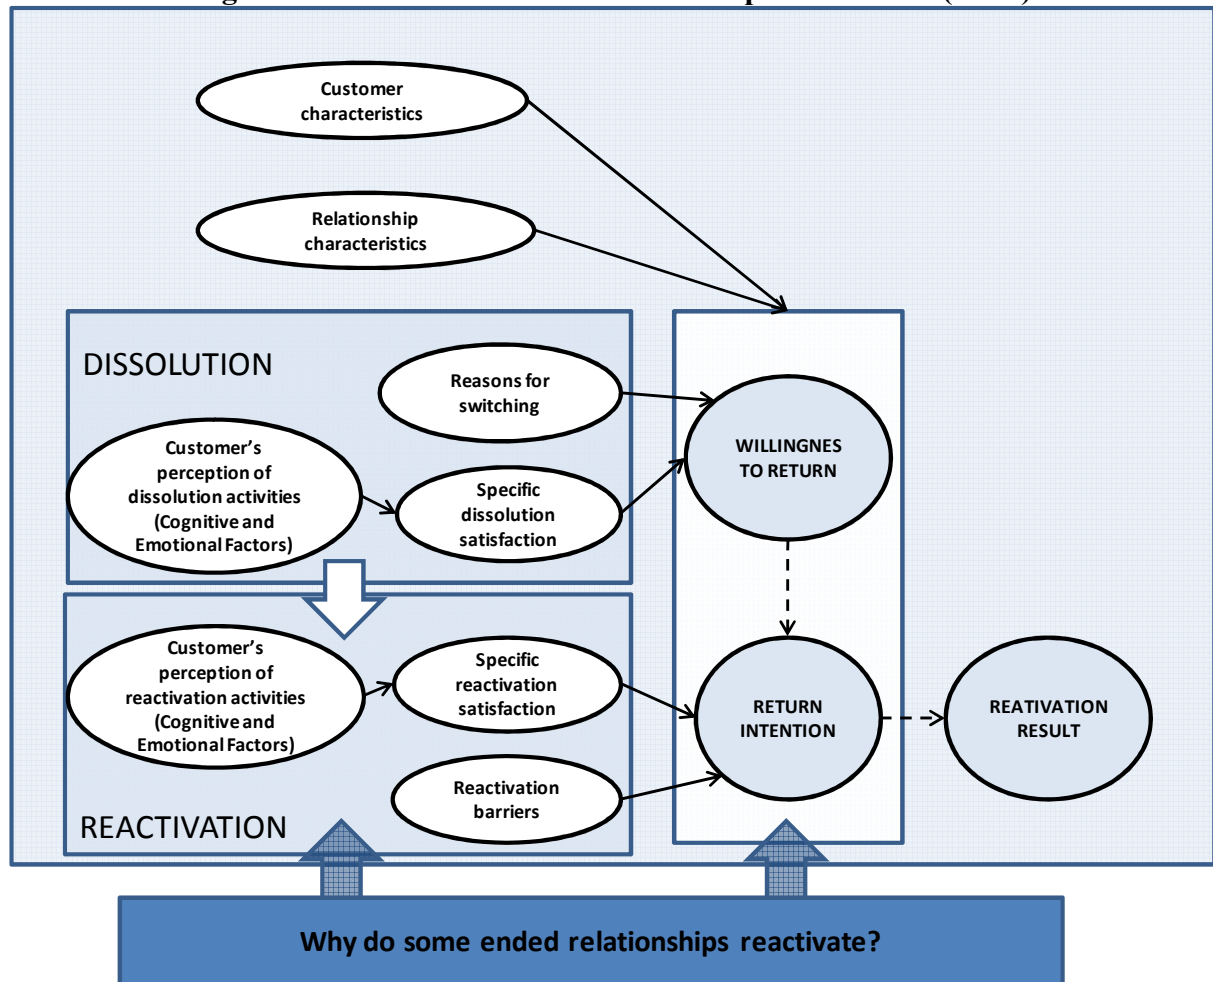 Customer
characteristics
Relationship
characteristics
DISSOLUTION
Reasons for
switching
Customer's
perception of
dissolution activities
(Cognitive and
Emotional Factors)
Specific
dissolution
satisfaction
WILLINGNES
TO RETURN
Customer's
perception of
reactivation activities
(Cognitive and
Emotional Factors)
Specific
reactivation
satisfaction
Reactivation
barriers
REACTIVATION
RETURN
INTENTION
REATIVATION
RESULT
Why do some ended relationships reactivate?